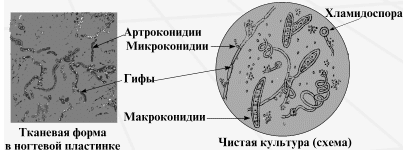 Хламидоспора
Артроконидии
Микроконидии
Гифы
Макроконидии
Тканевая форма
в ногтевой пластинке
Чистая культура (схема)